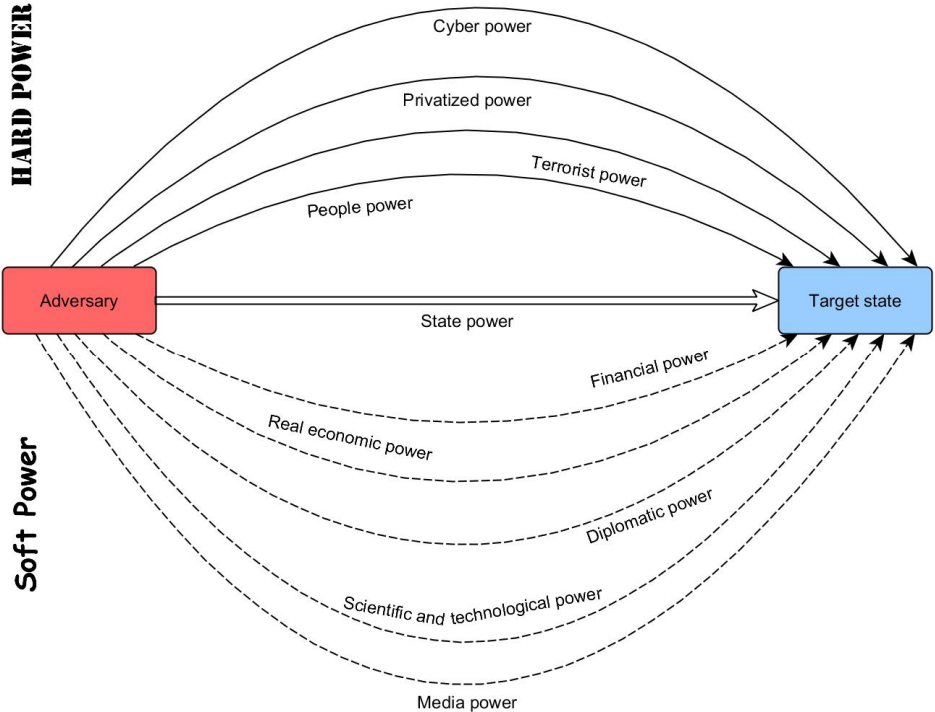 HARD POWER
Cyber power
Privatized power
Terrorist power
People power
Adversary
Target state
State power
Financial power
Real economic power
Soft Power
Diplomatic power
Scientific and technological power
Media power